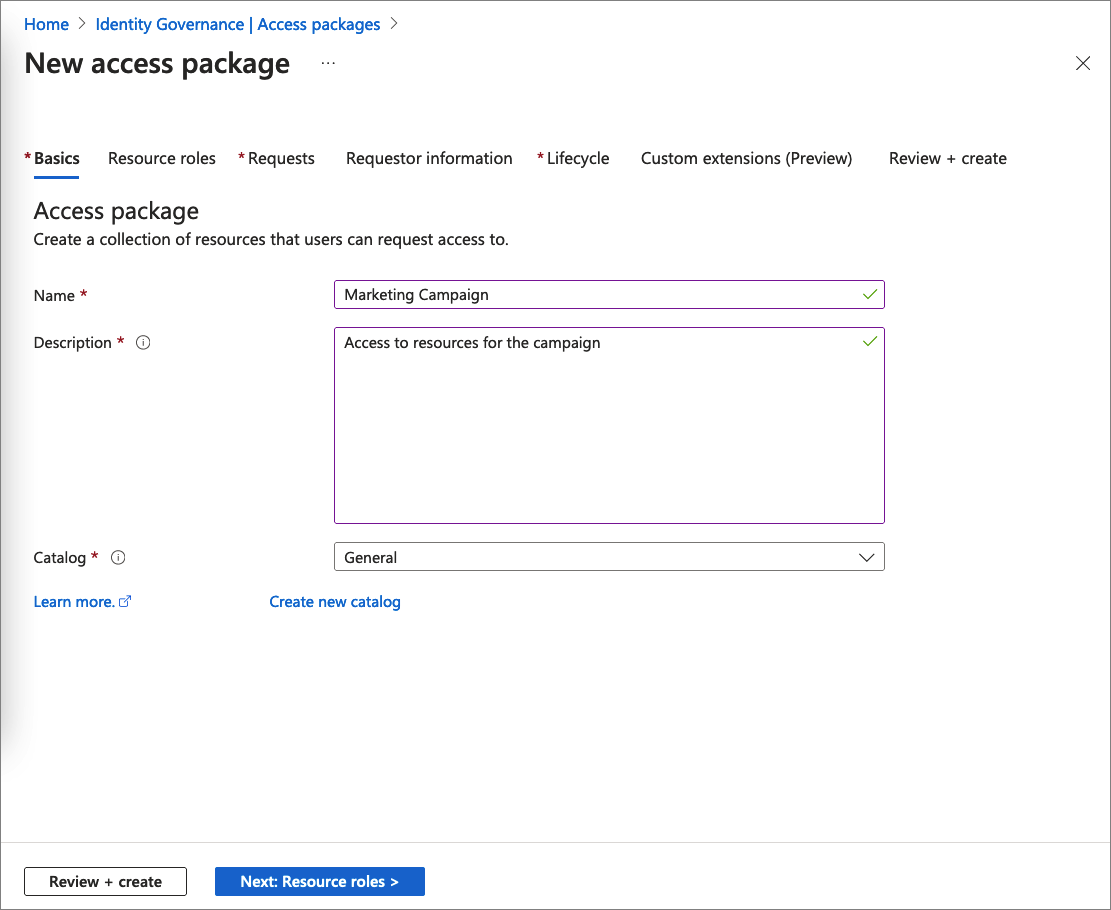 Home > Identity Governance | Access packages >
New access package ...
* Basics Resource roles * Requests Requestor information * Lifecycle Custom extensions (Preview) Review + create
Access package
Create a collection of resources that users can request access to.
Name * Marketing Campaign
Description * Access to resources for the campaign
Catalog * General
Learn more. Create new catalog
Review + create Next: Resource roles >